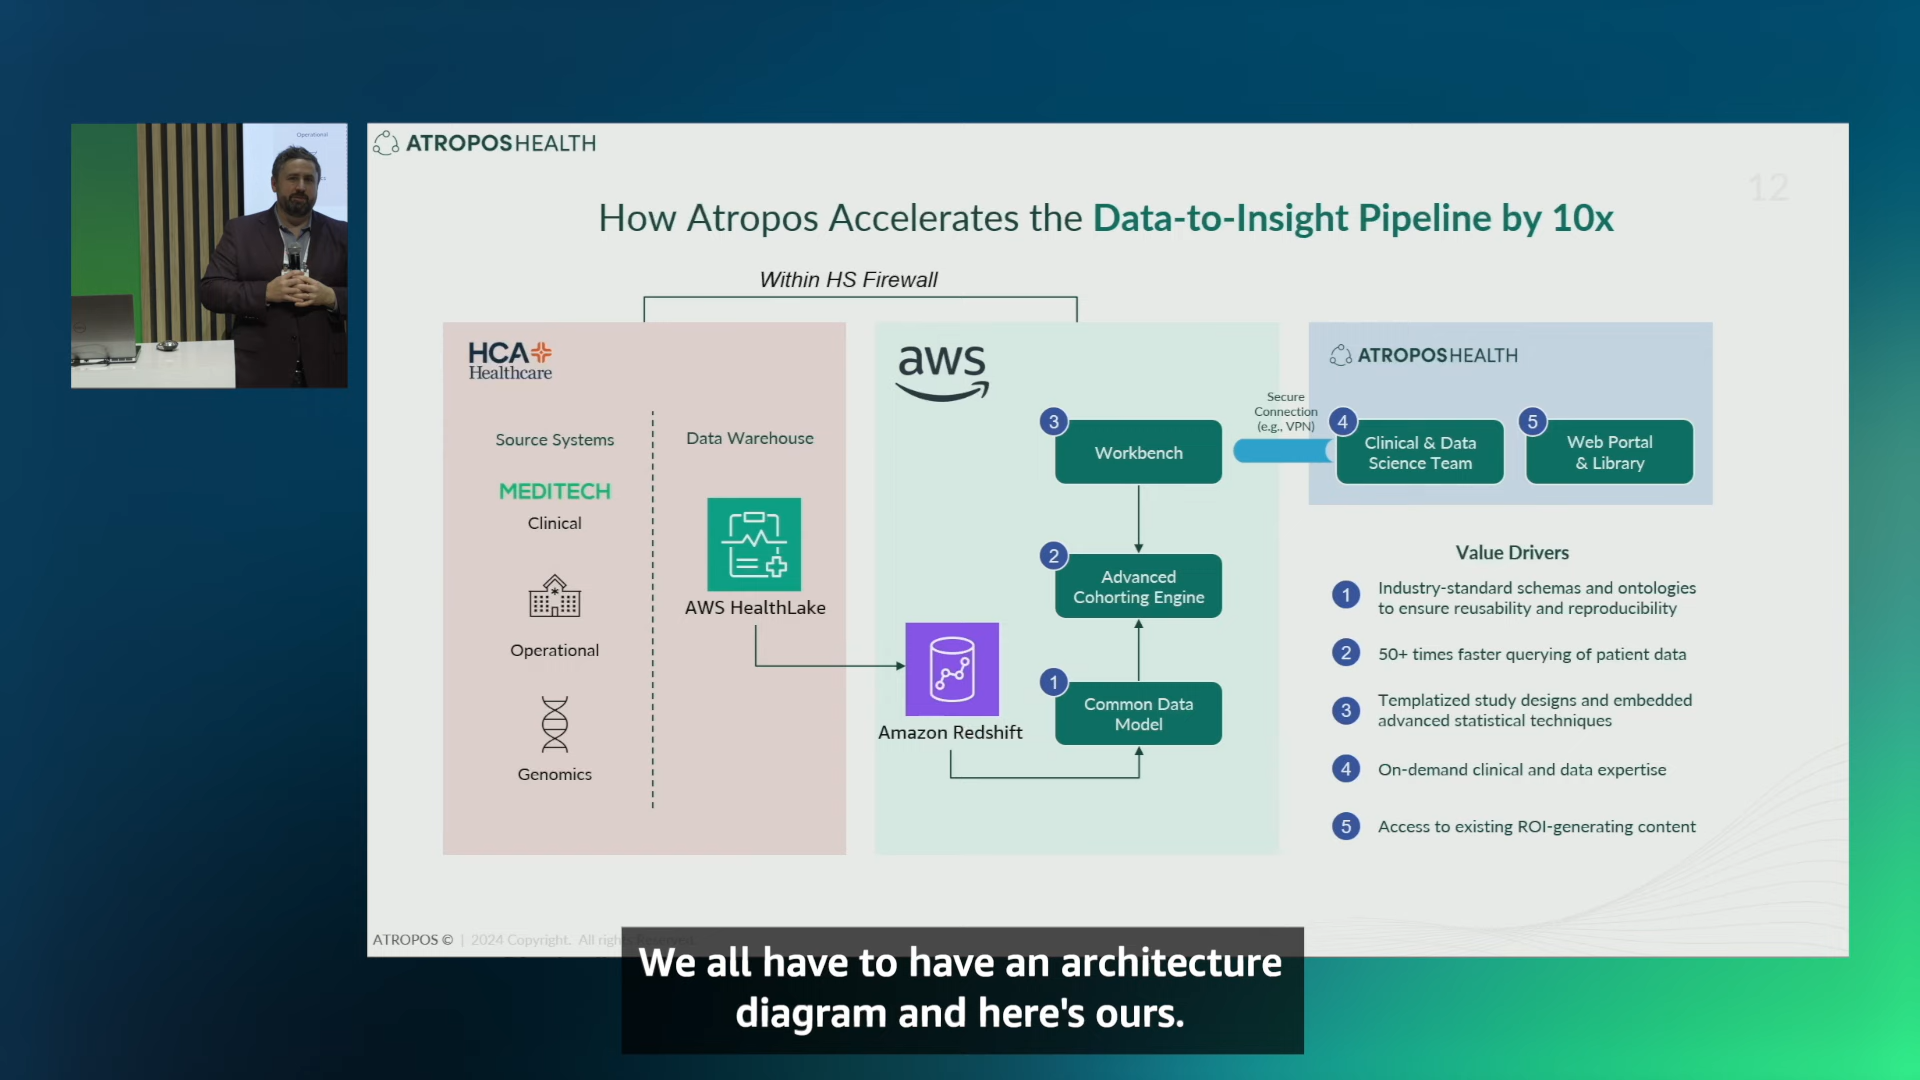 Operational
ATROPOSHEALTH
12
How Atropos Accelerates the Data-to-Insight Pipeline by 10x
Within HS Firewall
HCA
Healthcare
Source Systems
MEDITECH
Clinical
Operational
Genomics
Data Warehouse
AWS HealthLake
aws
Amazon Redshift
3
Workbench
2
Advanced
Cohorting Engine
1
Common Data
Model
Secure
Connection
(e.g., VPN)
ATROPOSHEALTH
4
Clinical & Data
Science Team
5
Web Portal
& Library
Value Drivers
1
Industry-standard schemas and ontologies
to ensure reusability and reproducibility
2
50+ times faster querying of patient data
3
Templatized study designs and embedded
advanced statistical techniques
4
On-demand clinical and data expertise
5
Access to existing ROI-generating content
ATROPOS © | 2024 Copyright. All rights
We all have to have an architecture
diagram and here's ours.